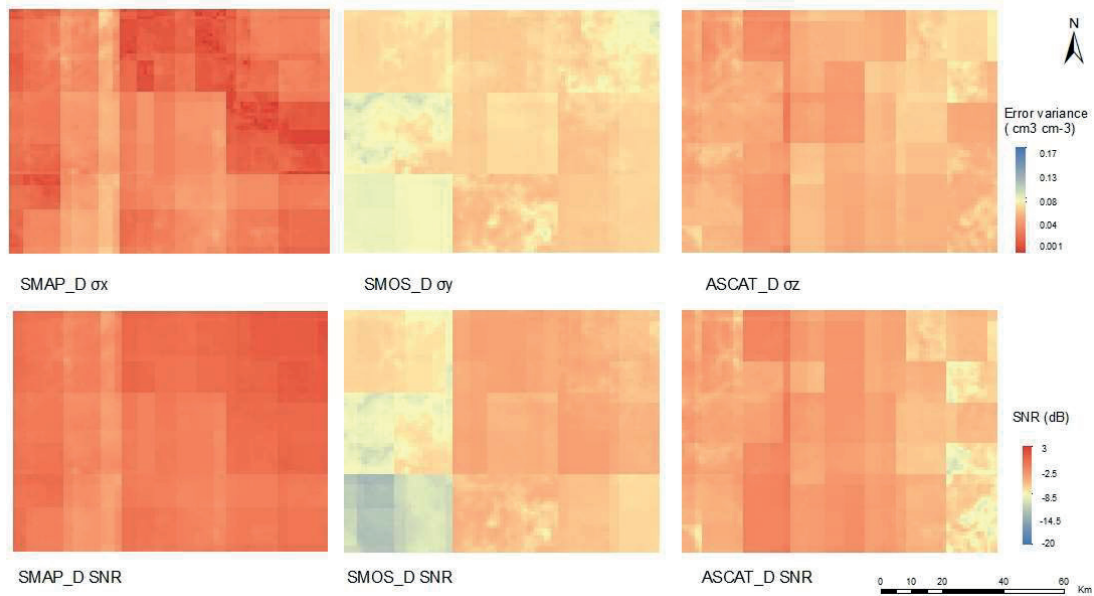 N
Error variance
( cm3 cm-3)
0.17
0.13
0.08
0.04
0.001
SMAP_D σx
SMOS_D σy
ASCAT_D σz
SNR (dB)
3
-2.5
-8.5
-14.5
-20
SMAP_D SNR
SMOS_D SNR
ASCAT_D SNR
0 5 10 20 40 60
Km